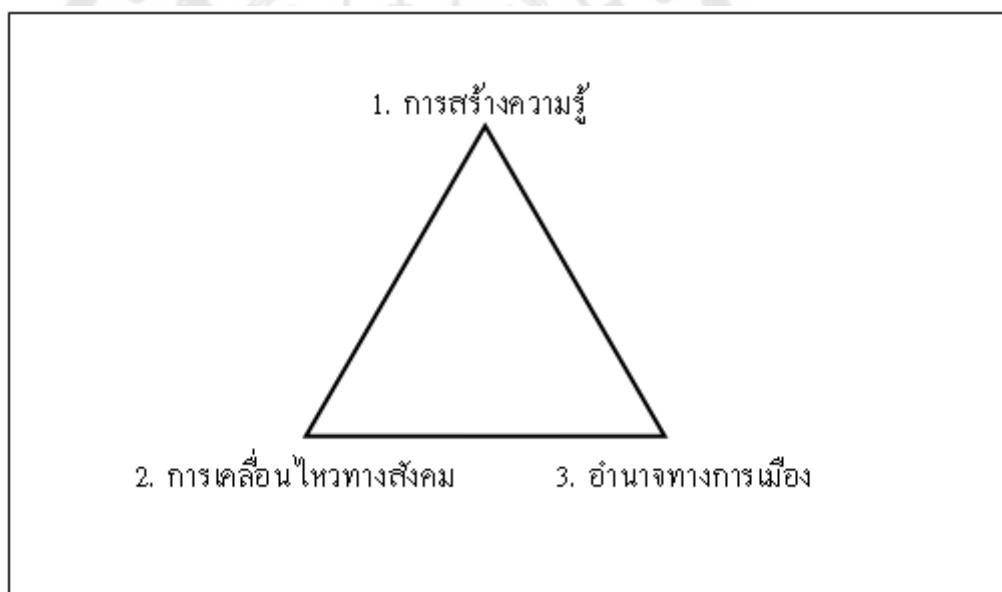 1. การสร้างความรู้
2. การเคลื่อนไหวทางสังคม 3. อำนาจทางการเมือง